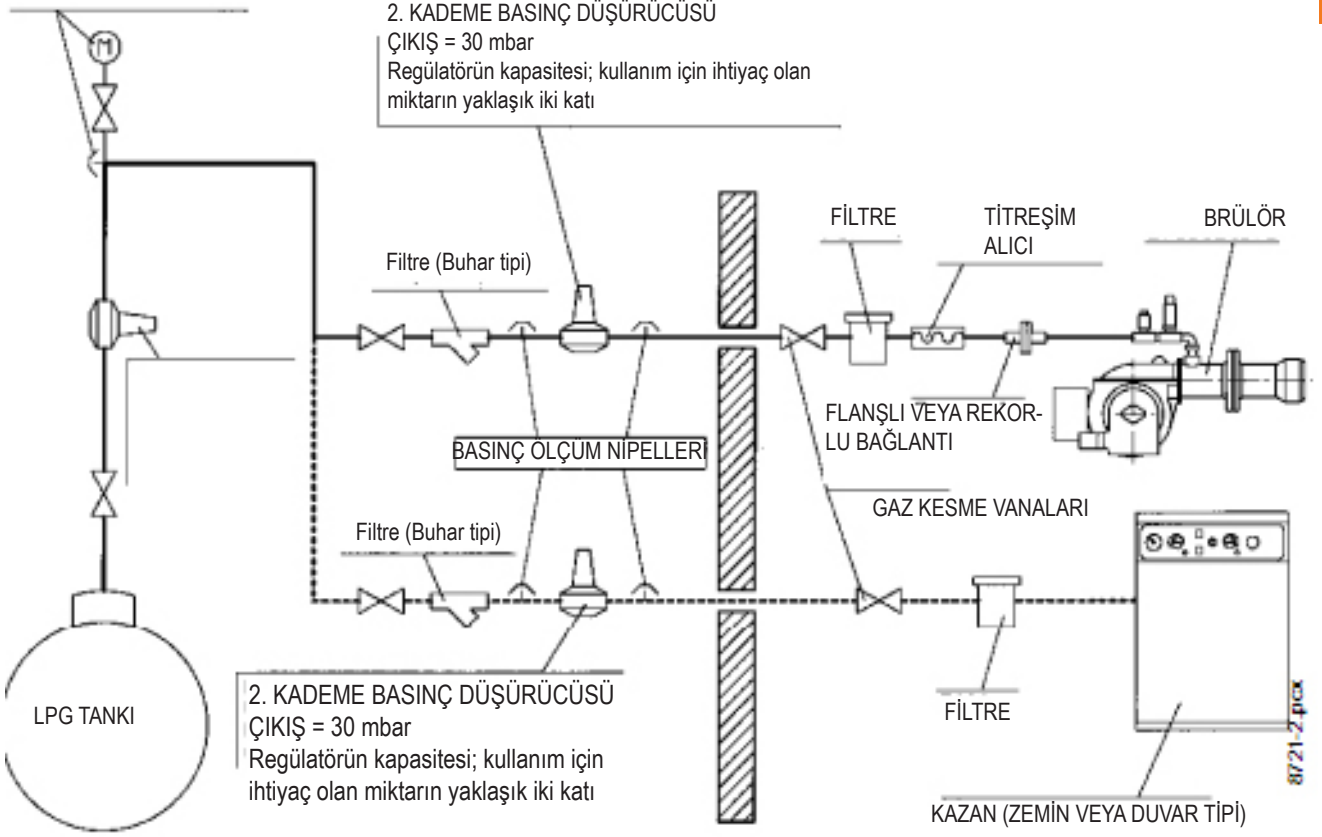 2. KADEME BASINÇ DÜŞÜRÜCÜSÜ
ÇIKIŞ = 30 mbar
Regülatörün kapasitesi; kullanım için ihtiyaç olan
miktarın yaklaşık iki katı
M
FİLTRE
TİTREŞİM
ALICI
BRÜLÖR
Filtre (Buhar tipi)
FLANŞLI VEYA REKOR-
LU BAĞLANTI
BASINÇ ÖLÇÜM NİPELLERİ
GAZ KESME VANALARI
Filtre (Buhar tipi)
LPG TANKI
2. KADEME BASINÇ DÜŞÜRÜCÜSÜ
ÇIKIŞ = 30 mbar
Regülatörün kapasitesi; kullanım için
ihtiyaç olan miktarın yaklaşık iki katı
FİLTRE
KAZAN (ZEMİN VEYA DUVAR TİPİ)
8721-2.pcx